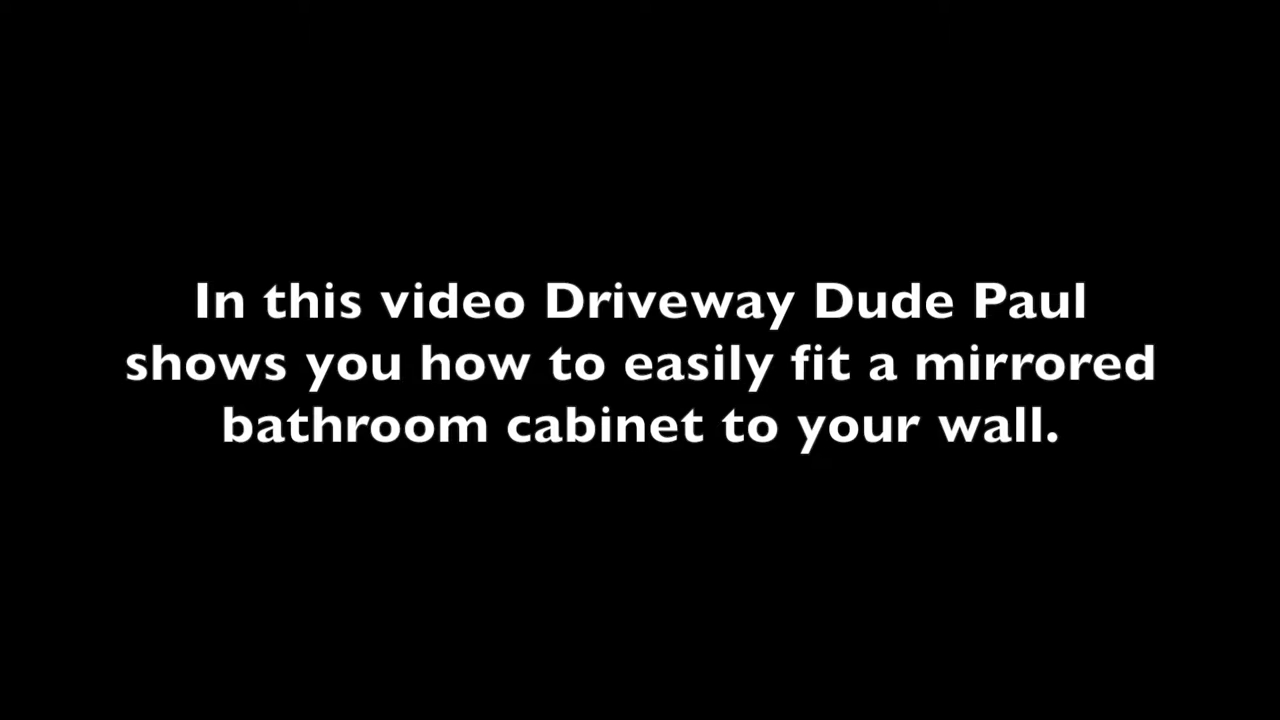 In this video Driveway Dude Paul
shows you how to easily fit a mirrored
bathroom cabinet to your wall.